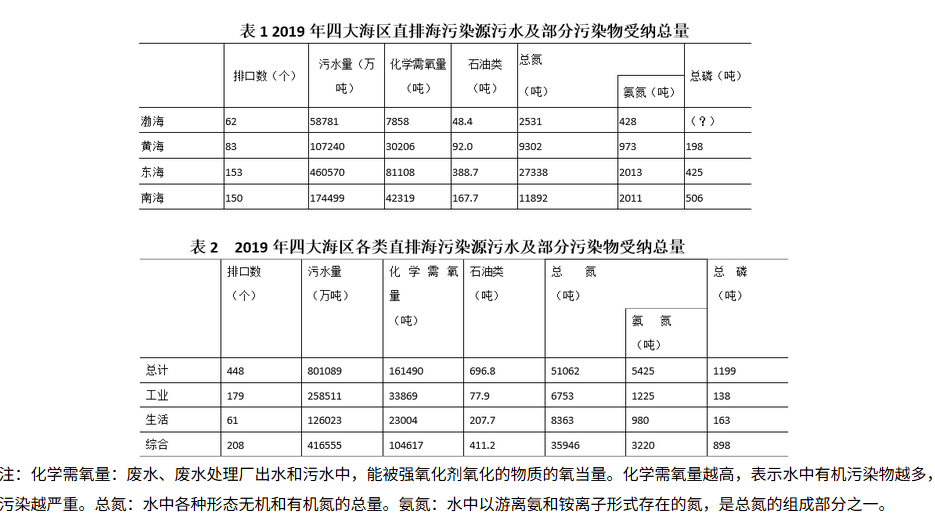 表 1 2019 年四大海区直排海污染源污水及部分污染物受纳总量
排口数（个） 污水量（万吨） 化学需氧量（吨） 石油类（吨） 总氮（吨） 氨氮（吨） 总磷（吨）
渤海 62 58781 7858 48.4 2531 428 （？）
黄海 83 107240 30206 92.0 9302 973 198
东海 153 460570 81108 388.7 27338 2013 425
南海 150 174499 42319 167.7 11892 2011 506
表 2 2019 年四大海区各类直排海污染源污水及部分污染物受纳总量
排口数（个） 污水量（万吨） 化学需氧量（吨） 石油类（吨） 总氮（吨） 氨氮（吨） 总磷（吨）
总计 448 801089 161490 696.8 51062 5425 1199
工业 179 258511 33869 77.9 6753 1225 138
生活 61 126023 23004 207.7 8363 980 163
综合 208 416555 104617 411.2 35946 3220 898
注：化学需氧量：废水、废水处理厂出水和污水中，能被强氧化剂氧化的物质的氧当量。化学需氧量越高，表示水中有机污染物越多，
污染越严重。总氮：水中各种形态无机和有机氮的总量。氨氮：水中以游离氨和铵离子形式存在的氮，是总氮的组成部分之一。